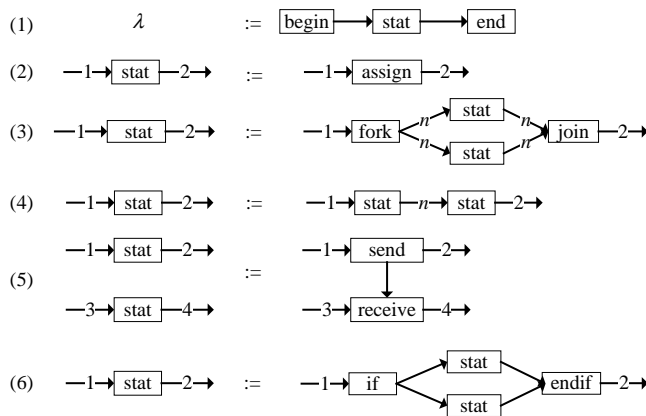 (1) λ := begin stat end
(2) 1 stat 2 := 1 assign 2
(3) 1 stat 2 := 1 fork n stat n join 2
n stat n
(4) 1 stat 2 := 1 stat n stat 2
(5) 1 stat 2 := 1 send 2
3 stat 4 3 receive 4
(6) 1 stat 2 := 1 if stat endif 2
stat